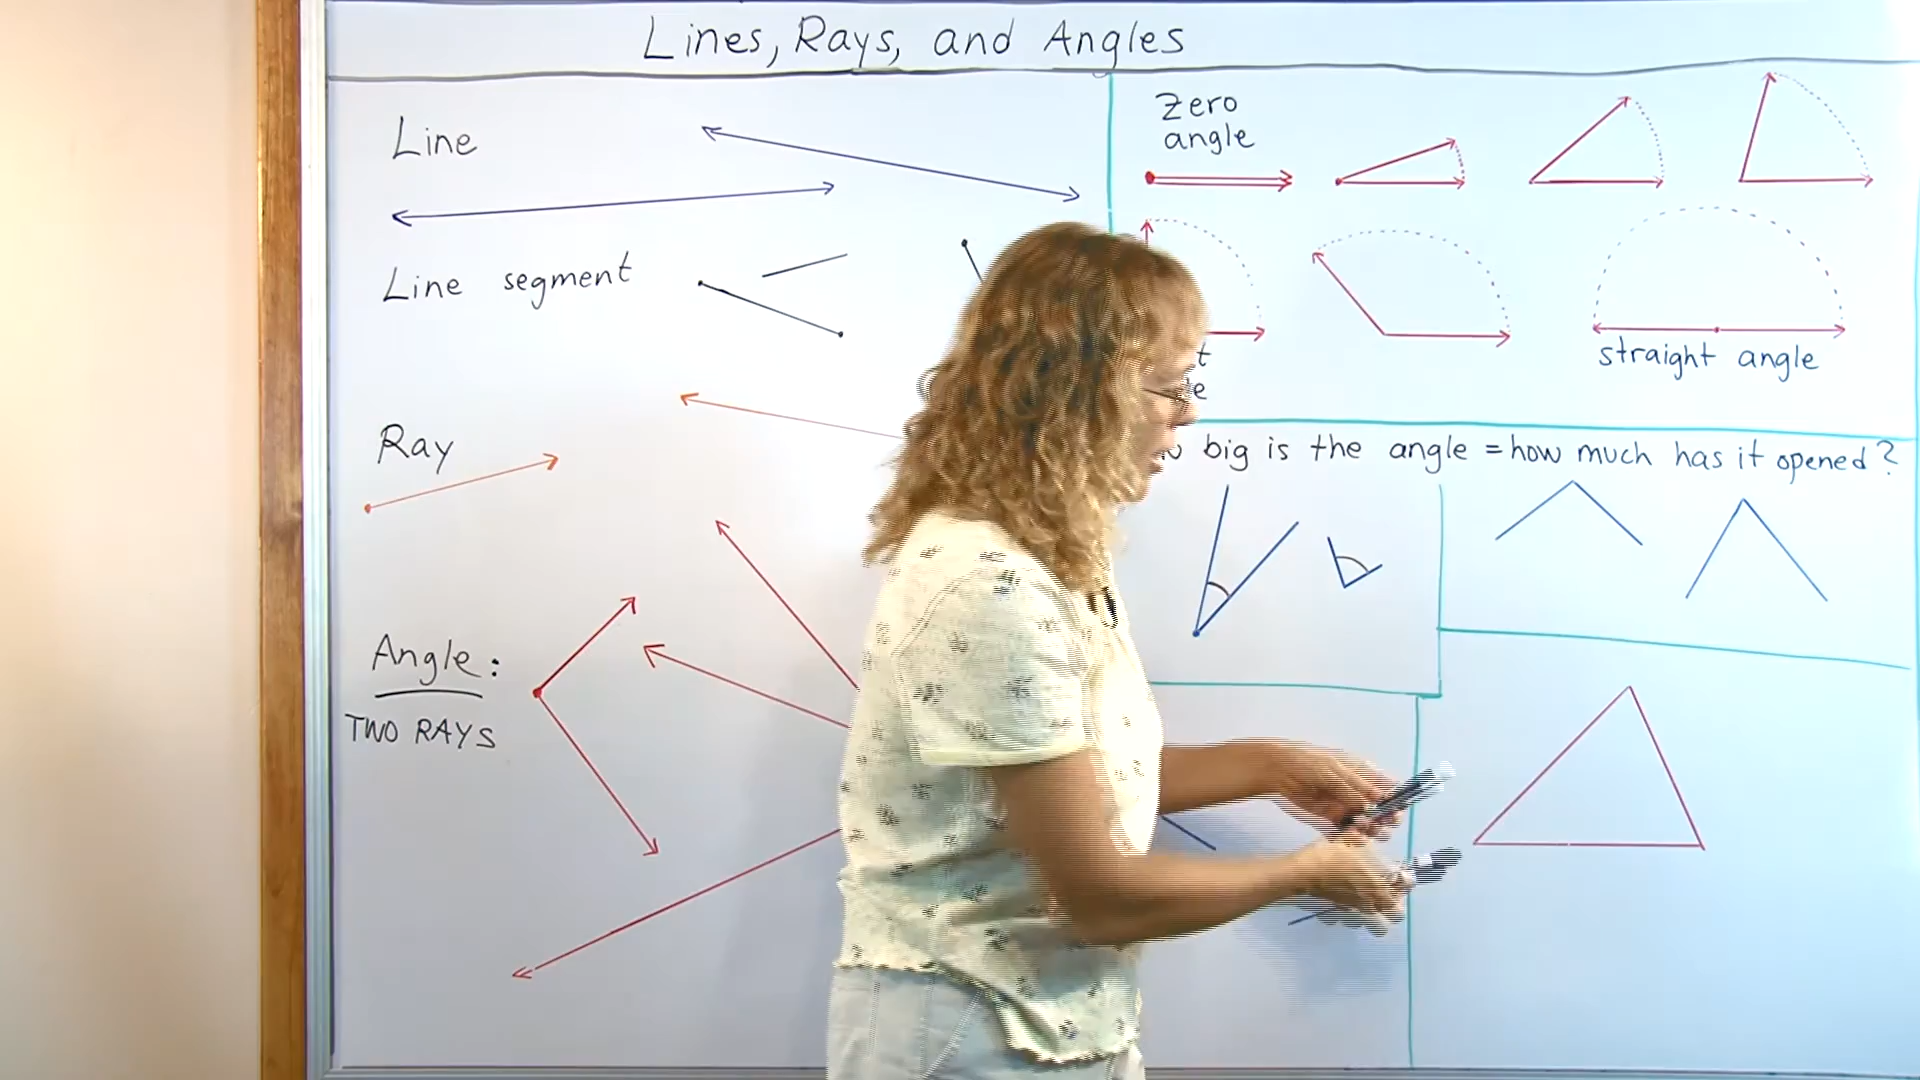 Lines, Rays, and Angles
Line
Line segment
Ray
Angle:
TWO RAYS
Zero
angle
straight angle
big is the angle = how much has it opened?